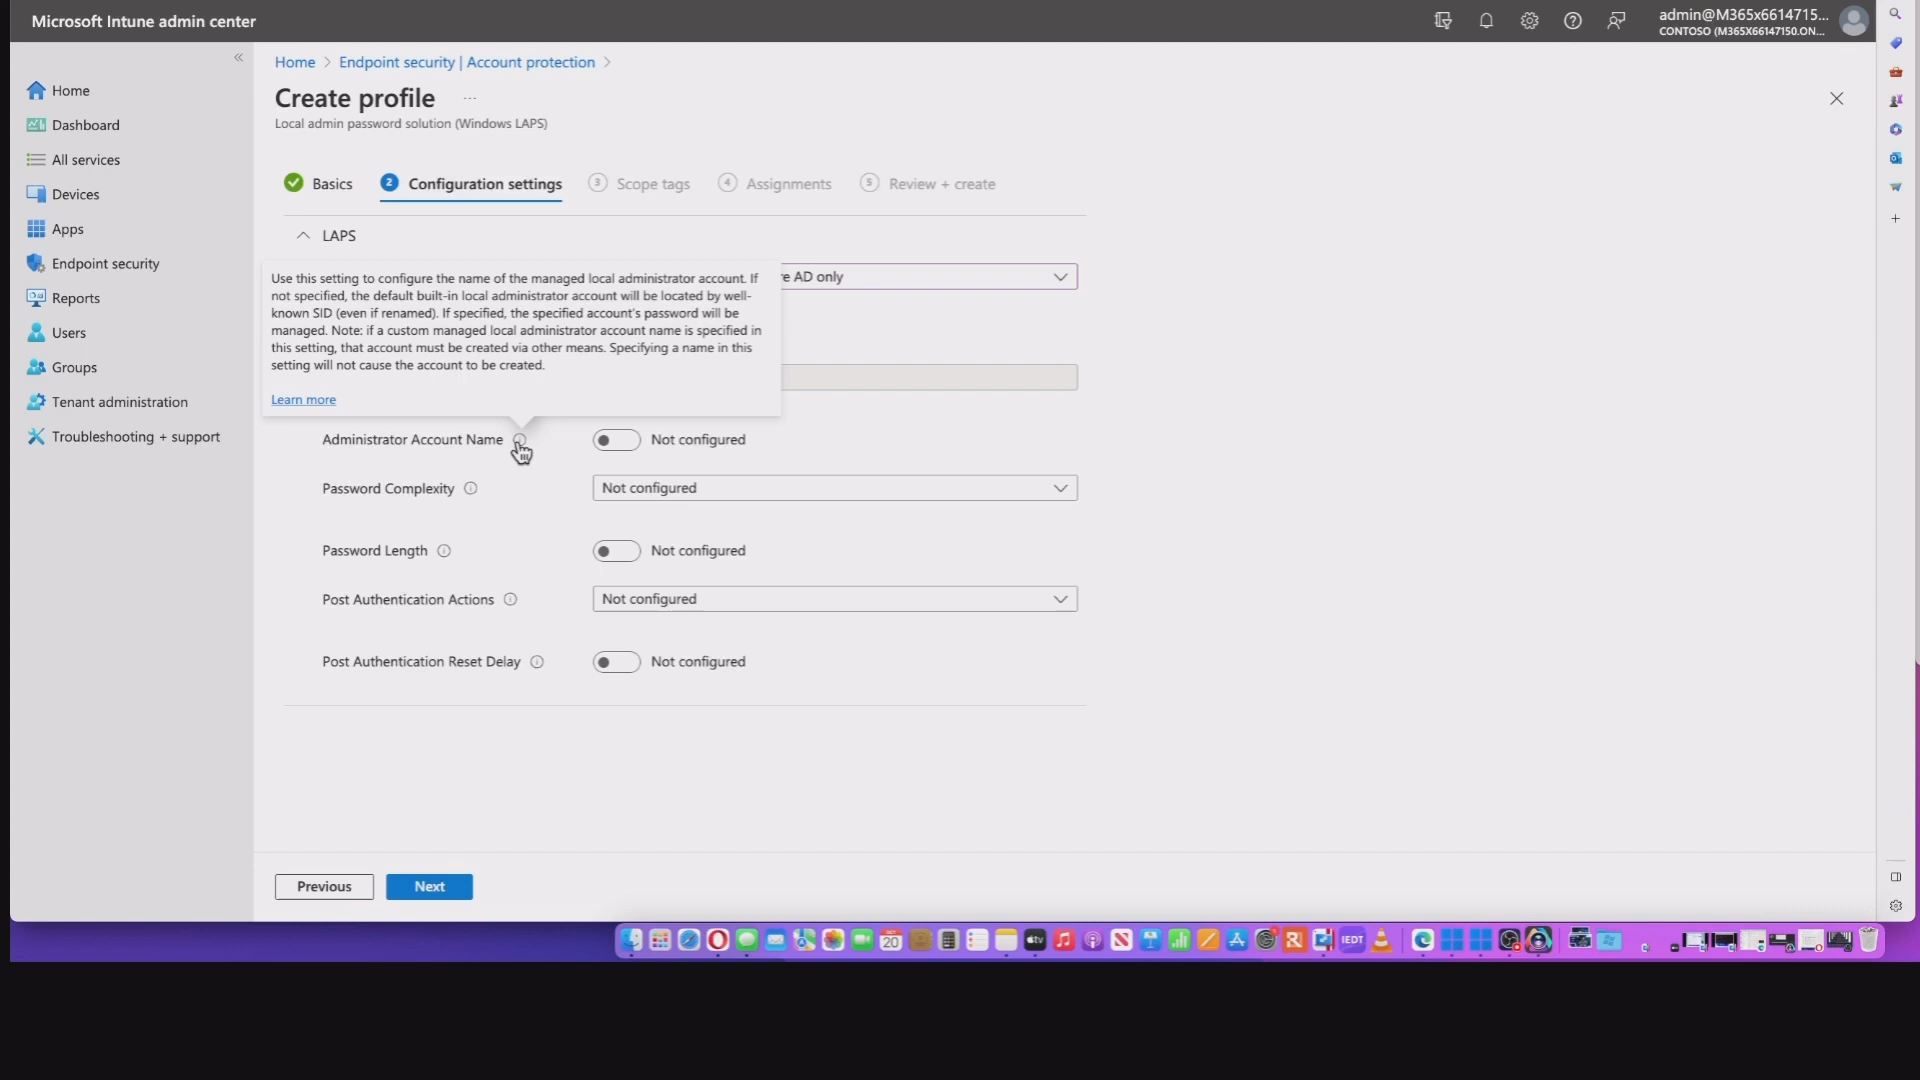 Microsoft Intune admin center
admin@M365x6614715...
CONTOSO (M365X66147150.ON...
Home
Dashboard
All services
Devices
Apps
Endpoint security
Reports
Users
Groups
Tenant administration
Troubleshooting + support
Home > Endpoint security | Account protection >
Create profile ...
Local admin password solution (Windows LAPS)
Basics
2 Configuration settings
3 Scope tags
4 Assignments
5 Review + create
LAPS
e AD only
Use this setting to configure the name of the managed local administrator account. If
not specified, the default built-in local administrator account will be located by well-
known SID (even if renamed). If specified, the specified account's password will be
managed. Note: if a custom managed local administrator account name is specified in
this setting, that account must be created via other means. Specifying a name in this
setting will not cause the account to be created.
Learn more
Administrator Account Name Not configured
Password Complexity Not configured
Password Length Not configured
Post Authentication Actions Not configured
Post Authentication Reset Delay Not configured
Previous
Next
OCT
20
tv
IEDT